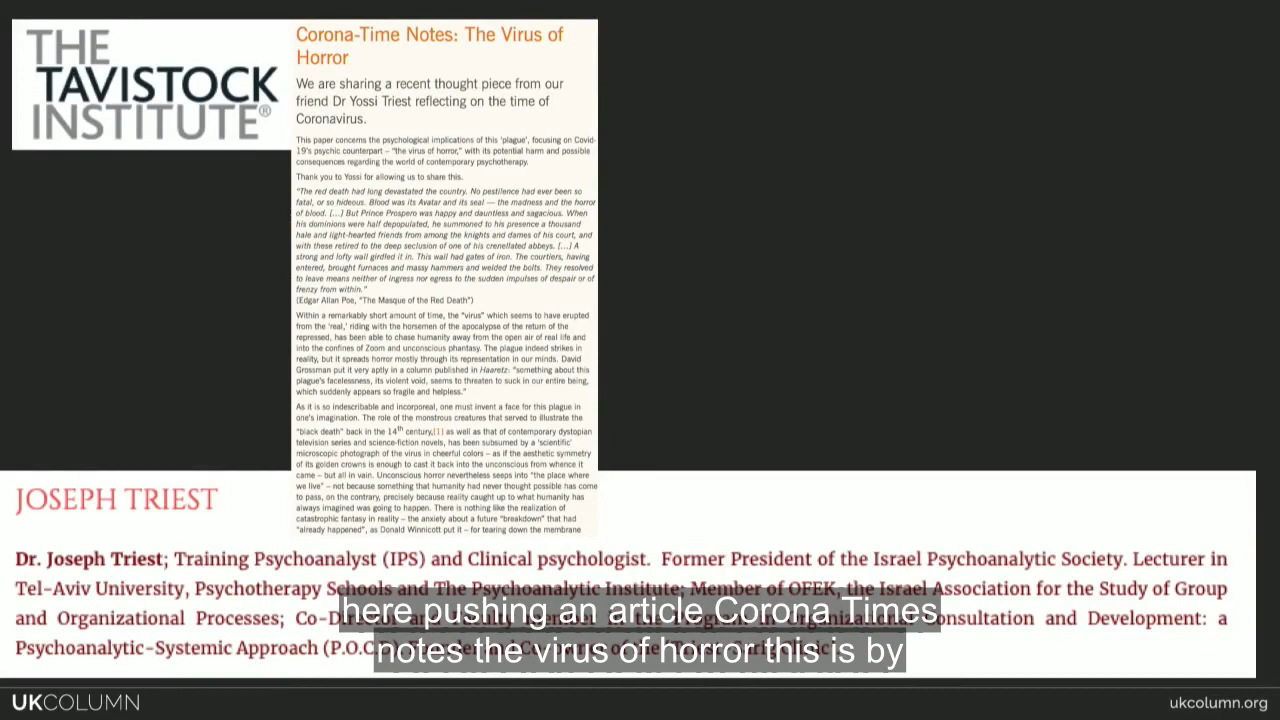 THE
TAVISTOCK
INSTITUTE®
Corona-Time Notes: The Virus of
Horror
We are sharing a recent thought piece from our
friend Dr Yossi Triest reflecting on the time of
Coronavirus.
This paper concerns the psychological implications of this 'plague', focusing on Covid-
19's psychic counterpart – "the virus of horror," with its potential harm and possible
consequences regarding the world of contemporary psychotherapy.
Thank you to Yossi for allowing us to share this.
"The red death had long devastated the country. No pestilence had ever been so
fatal, or so hideous. Blood was its Avatar and its seal — the madness and the horror
of blood. [...] But Prince Prospero was happy and dauntless and sagacious. When
his dominions were half depopulated, he summoned to his presence a thousand
hale and light-hearted friends from among the knights and dames of his court, and
with these retired to the deep seclusion of one of his crenellated abbeys. [...] A
strong and lofty wall girdled it in. This wall had gates of iron. The courtiers, having
entered, brought furnaces and massy hammers and welded the bolts. They resolved
to leave means neither of ingress nor egress to the sudden impulses of despair or of
frenzy from within."
(Edgar Allan Poe, "The Masque of the Red Death")
Within a remarkably short amount of time, the "virus" which seems to have erupted
from the 'real,' riding with the horsemen of the apocalypse of the return of the
repressed, has been able to chase humanity away from the open air of real life and
into the confines of Zoom and unconscious phantasy. The plague indeed strikes in
reality, but it spreads horror mostly through its representation in our minds. David
Grossman put it very aptly in a column published in Haaretz: "something about this
plague's facelessness, its violent void, seems to threaten to suck in our entire being,
which suddenly appears so fragile and helpless."
As it is so indescribable and incorporeal, one must invent a face for this plague in
one's imagination. The role of the monstrous creatures that served to illustrate the
"black death" back in the 14th century,[1] as well as that of contemporary dystopian
television series and science-fiction novels, has been subsumed by a 'scientific'
microscopic photograph of the virus in cheerful colors – as if the aesthetic symmetry
of its golden crowns is enough to cast it back into the unconscious from whence it
came – but all in vain. Unconscious horror nevertheless seeps into "the place where
we live" – not because something that humanity had never thought possible has come
to pass, on the contrary, precisely because reality caught up to what humanity has
always imagined was going to happen. There is nothing like the realization of
catastrophic fantasy in reality – the anxiety about a future "breakdown" that had
"already happened", as Donald Winnicott put it – for tearing down the membrane
JOSEPH TRIEST
Dr. Joseph Triest; Training Psychoanalyst (IPS) and Clinical psychologist. Former President of the Israel Psychoanalytic Society. Lecturer in
Tel-Aviv University, Psychotherapy Schools and The Psychoanalytic Institute; Member of OFEK, the Israel Association for the Study of Group
and Organizational Processes; Co-Director onsultation and Development: a
Psychoanalytic-Systemic Approach (P.O.C.
here pushing an article Corona Times
notes the virus of horror this is by
UKCOLUMN
ukcolumn.org